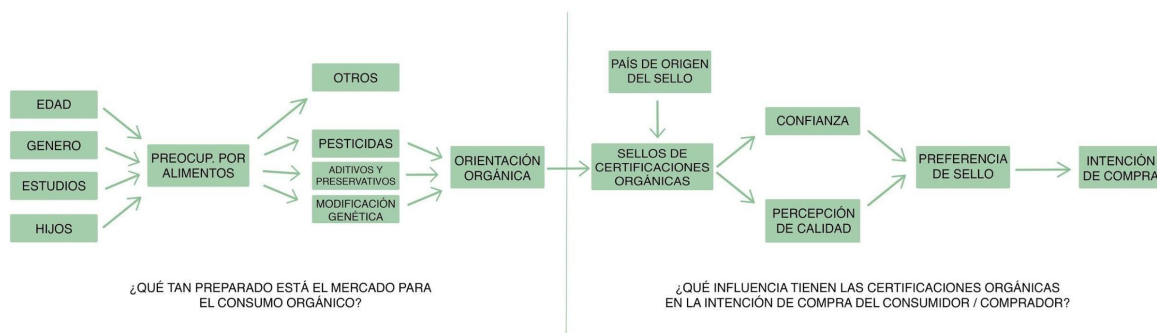 EDAD
GENERO
ESTUDIOS
HIJOS
PREOCUP. POR
ALIMENTOS
OTROS
PESTICIDAS
ADITIVOS Y
PRESERVATIVOS
MODIFICACIÓN
GENÉTICA
ORIENTACIÓN
ORGÁNICA
¿QUÉ TAN PREPARADO ESTÁ EL MERCADO PARA
EL CONSUMO ORGÁNICO?
PAÍS DE ORIGEN
DEL SELLO
SELLOS DE
CERTIFICACIONES
ORGÁNICAS
CONFIANZA
PERCEPCIÓN
DE CALIDAD
PREFERENCIA
DE SELLO
INTENCIÓN
DE COMPRA
¿QUÉ INFLUENCIA TIENEN LAS CERTIFICACIONES ORGÁNICAS
EN LA INTENCIÓN DE COMPRA DEL CONSUMIDOR / COMPRADOR?